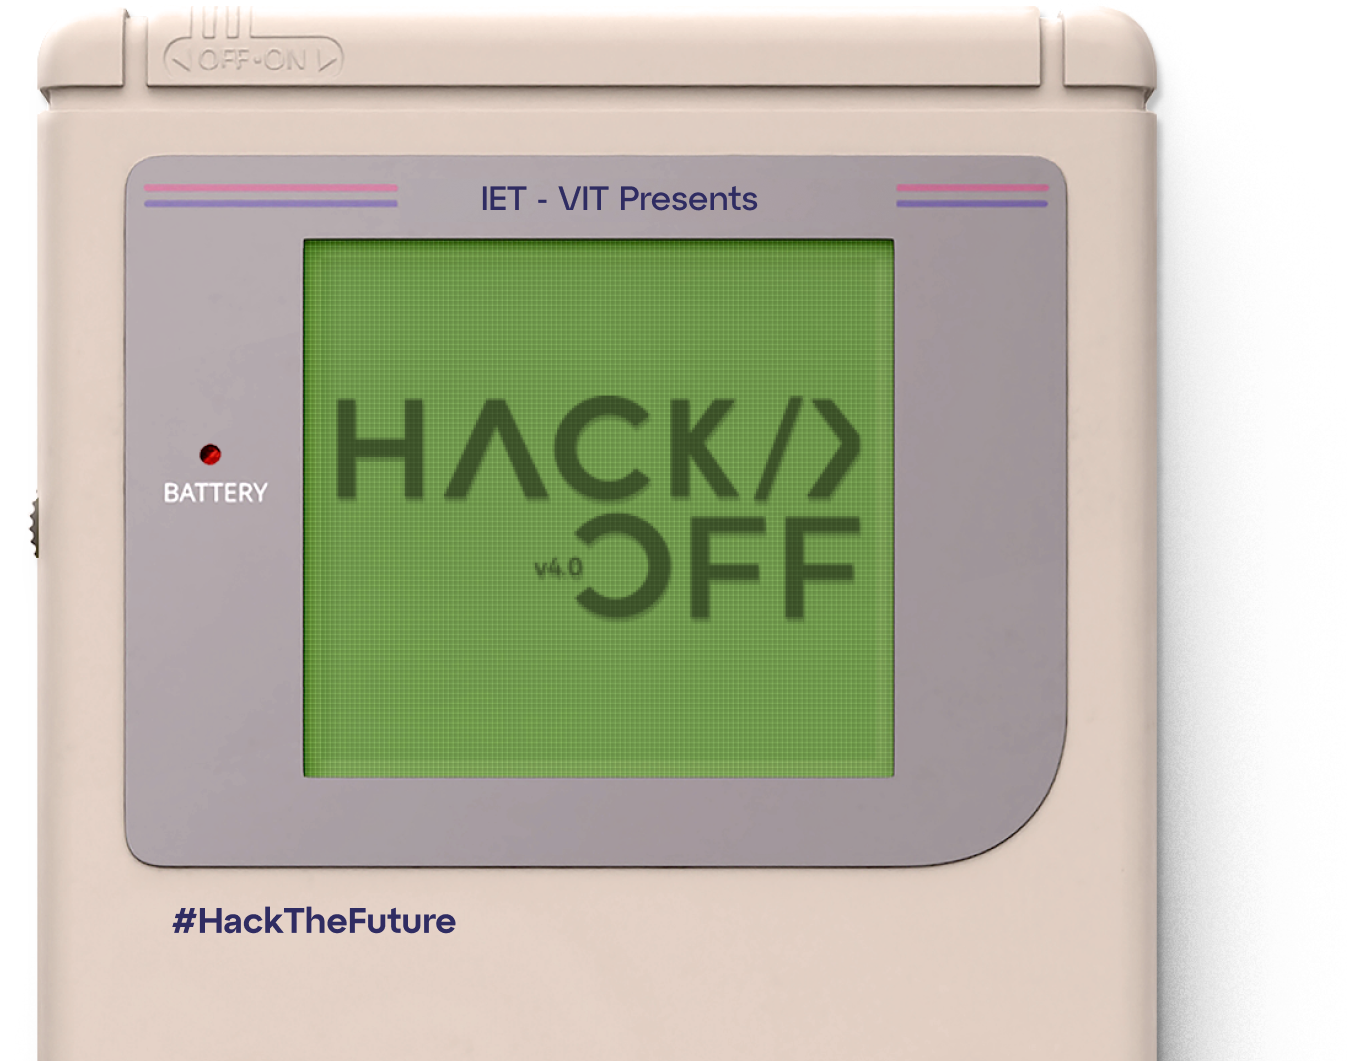 OFF•ON
IET - VIT Presents
HACK/>
v4.0 OFF
BATTERY
#HackTheFuture